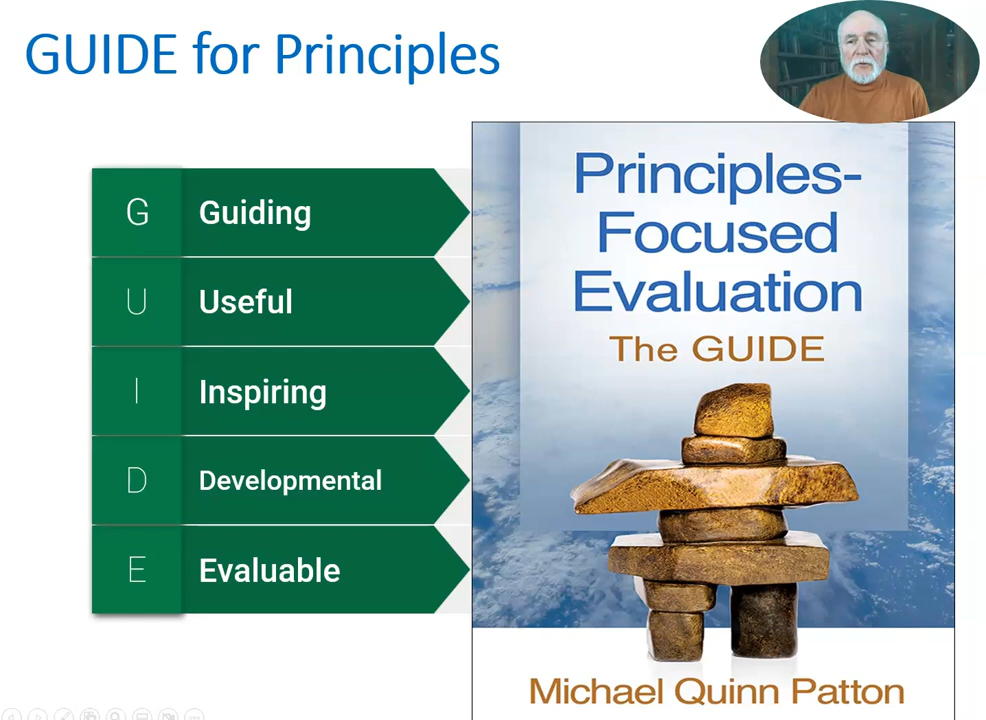 GUIDE for Principles
G Guiding
U Useful
I Inspiring
D Developmental
E Evaluable
Principles-
Focused
Evaluation
The GUIDE
Michael Quinn Patton